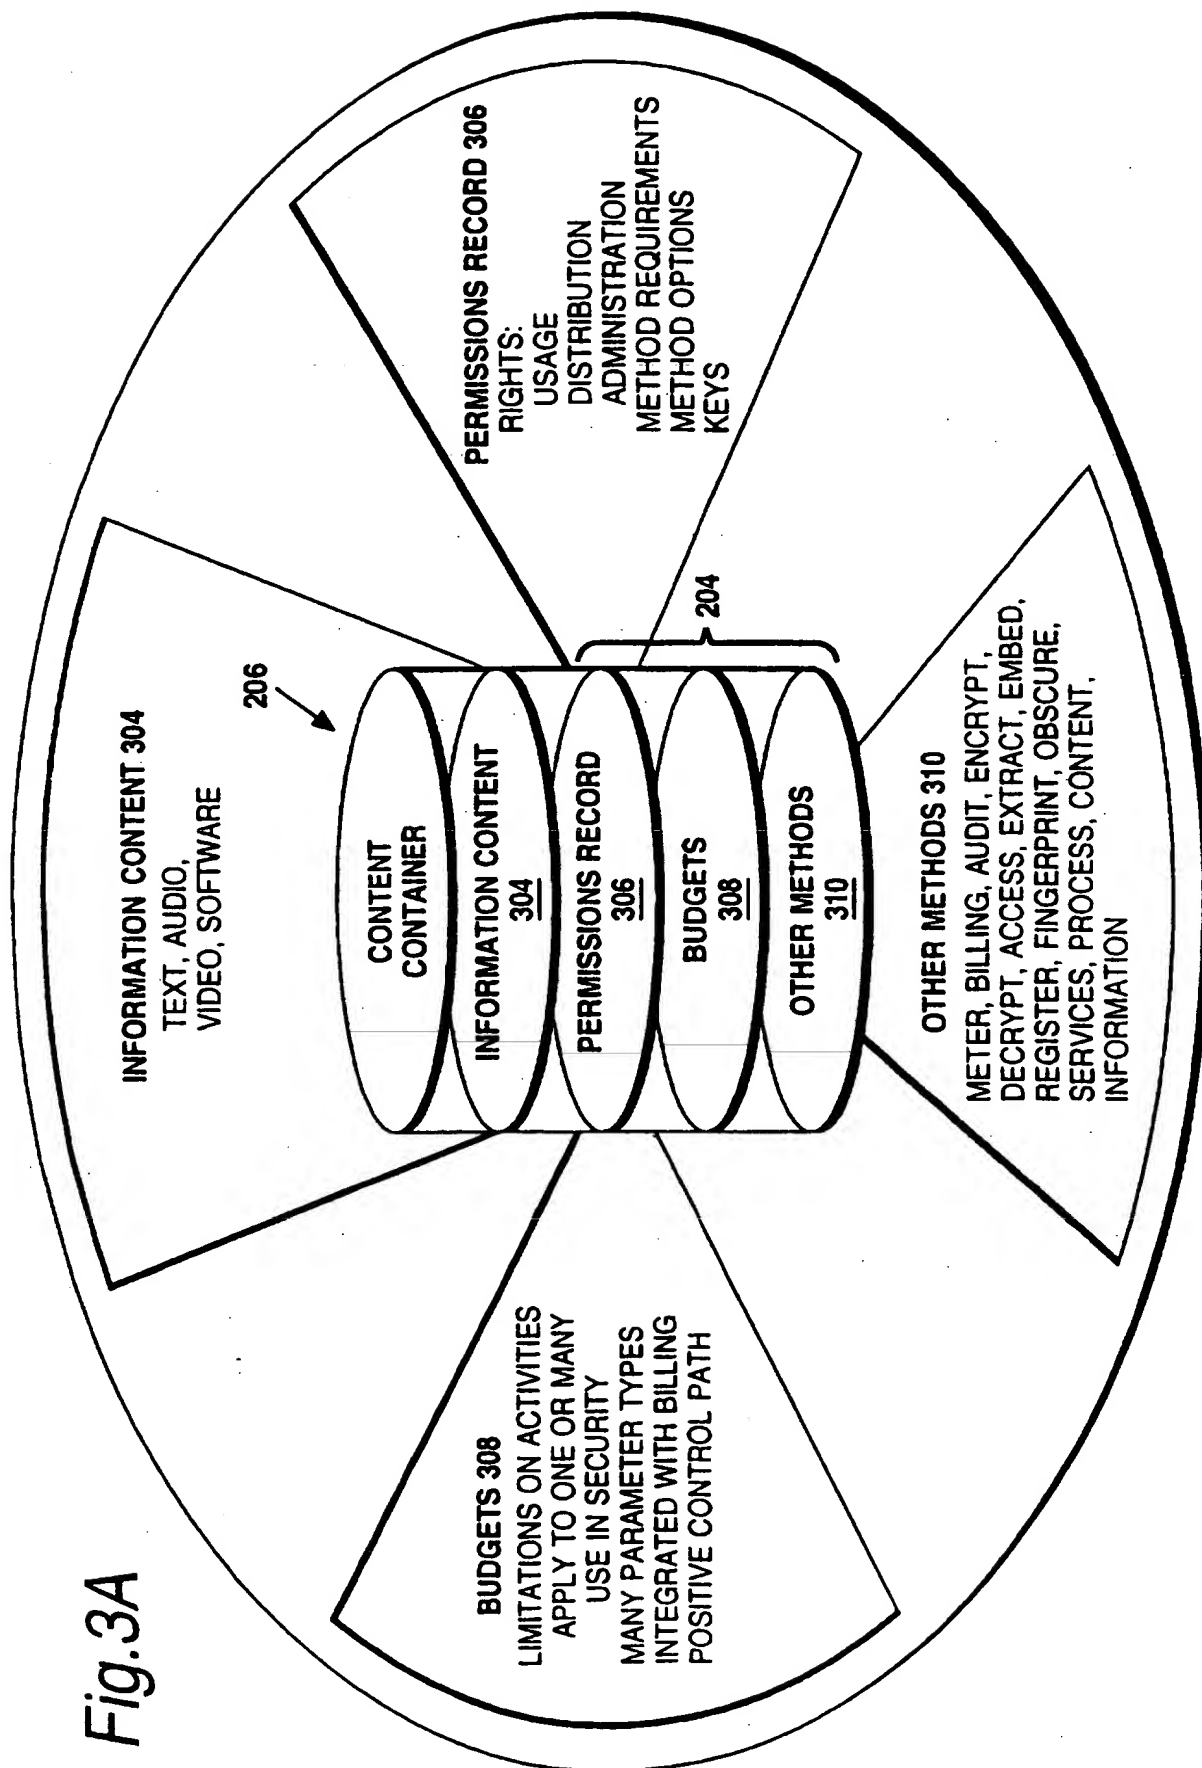 Fig.3A
INFORMATION CONTENT 304
TEXT, AUDIO,
VIDEO, SOFTWARE
206
BUDGETS 308
LIMITATIONS ON ACTIVITIES
APPLY TO ONE OR MANY
USE IN SECURITY
MANY PARAMETER TYPES
INTEGRATED WITH BILLING
POSITIVE CONTROL PATH
CONTENT
CONTAINER
INFORMATION CONTENT
304
PERMISSIONS RECORD
306
BUDGETS
308
OTHER METHODS
310
204
PERMISSIONS RECORD 306
RIGHTS:
USAGE
DISTRIBUTION
ADMINISTRATION
METHOD REQUIREMENTS
METHOD OPTIONS
KEYS
OTHER METHODS 310
METER, BILLING, AUDIT, ENCRYPT,
DECRYPT, ACCESS, EXTRACT, EMBED,
REGISTER, FINGERPRINT, OBSCURE,
SERVICES, PROCESS, CONTENT,
INFORMATION